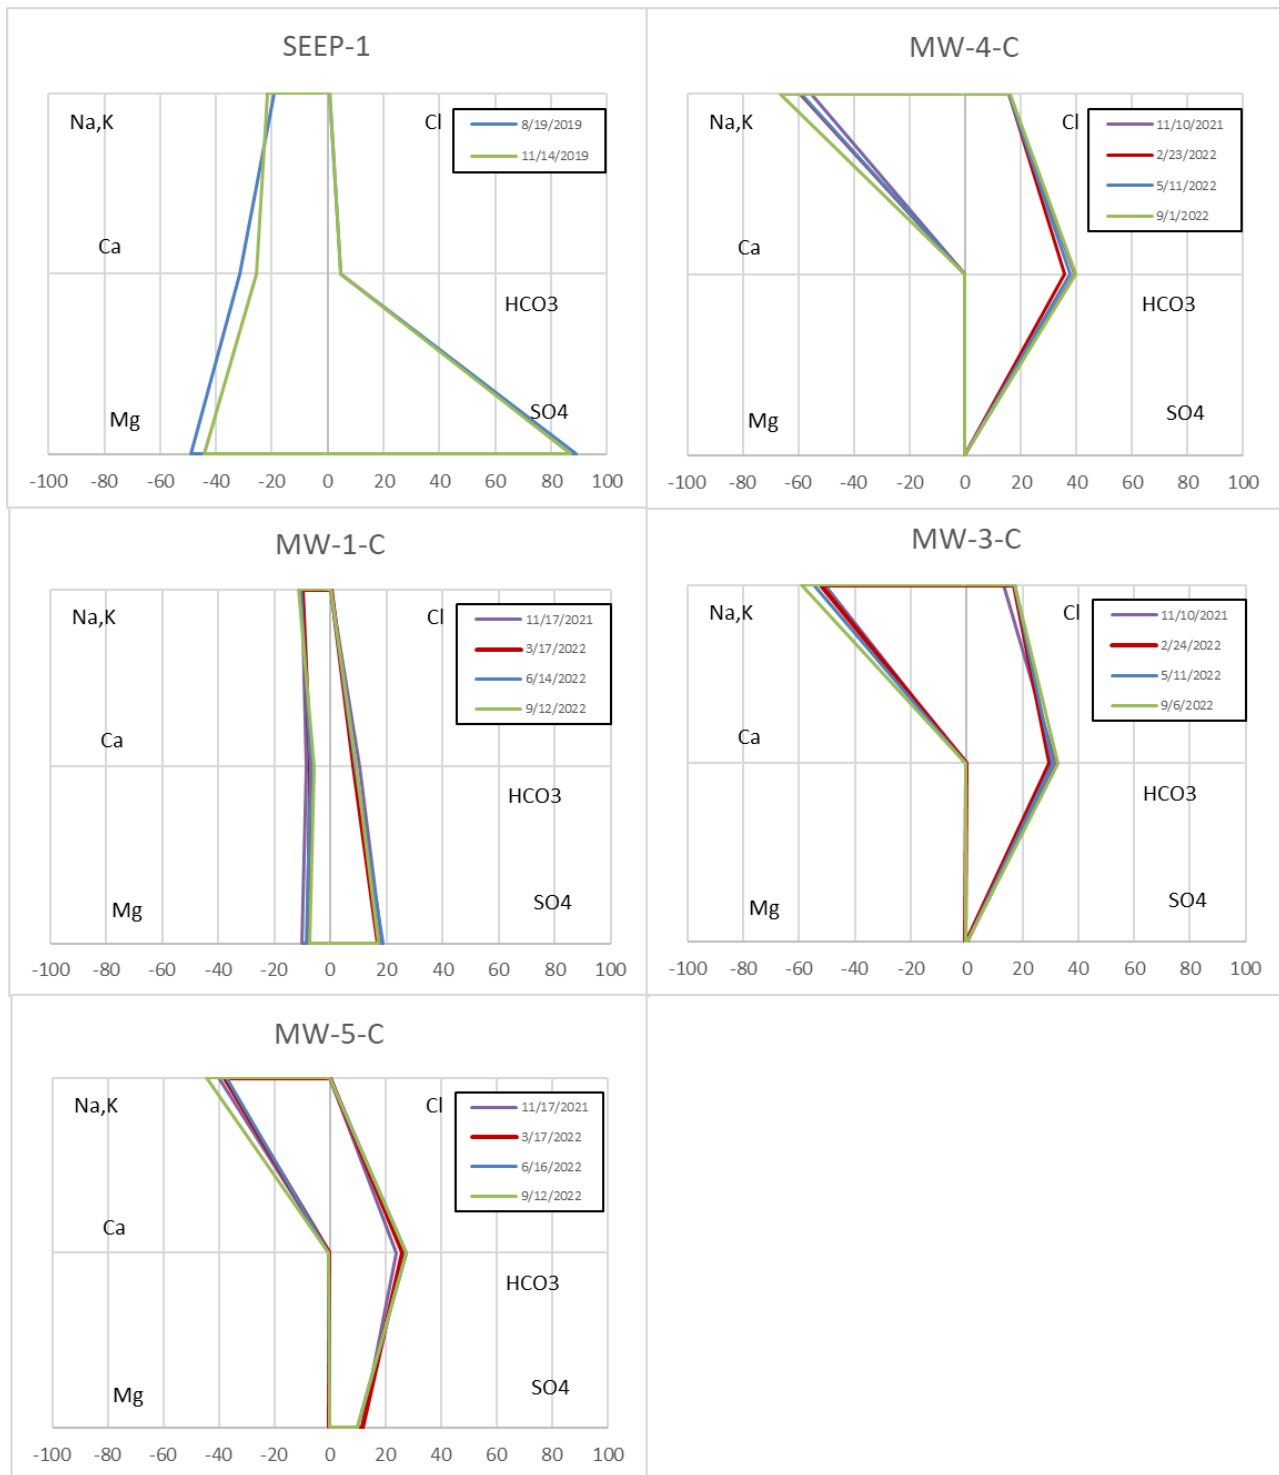 SEEP-1
Na,K
Cl
8/19/2019
11/14/2019
Ca
HCO3
Mg
SO4
-100 -80 -60 -40 -20 0 20 40 60 80 100
MW-4-C
Na,K
Cl
11/10/2021
2/23/2022
5/11/2022
9/1/2022
Ca
HCO3
Mg
SO4
-100 -80 -60 -40 -20 0 20 40 60 80 100
MW-1-C
Na,K
Cl
11/17/2021
3/17/2022
6/14/2022
9/12/2022
Ca
HCO3
Mg
SO4
-100 -80 -60 -40 -20 0 20 40 60 80 100
MW-3-C
Na,K
Cl
11/10/2021
2/24/2022
5/11/2022
9/6/2022
Ca
HCO3
Mg
SO4
-100 -80 -60 -40 -20 0 20 40 60 80 100
MW-5-C
Na,K
Cl
11/17/2021
3/17/2022
6/16/2022
9/12/2022
Ca
HCO3
Mg
SO4
-100 -80 -60 -40 -20 0 20 40 60 80 100